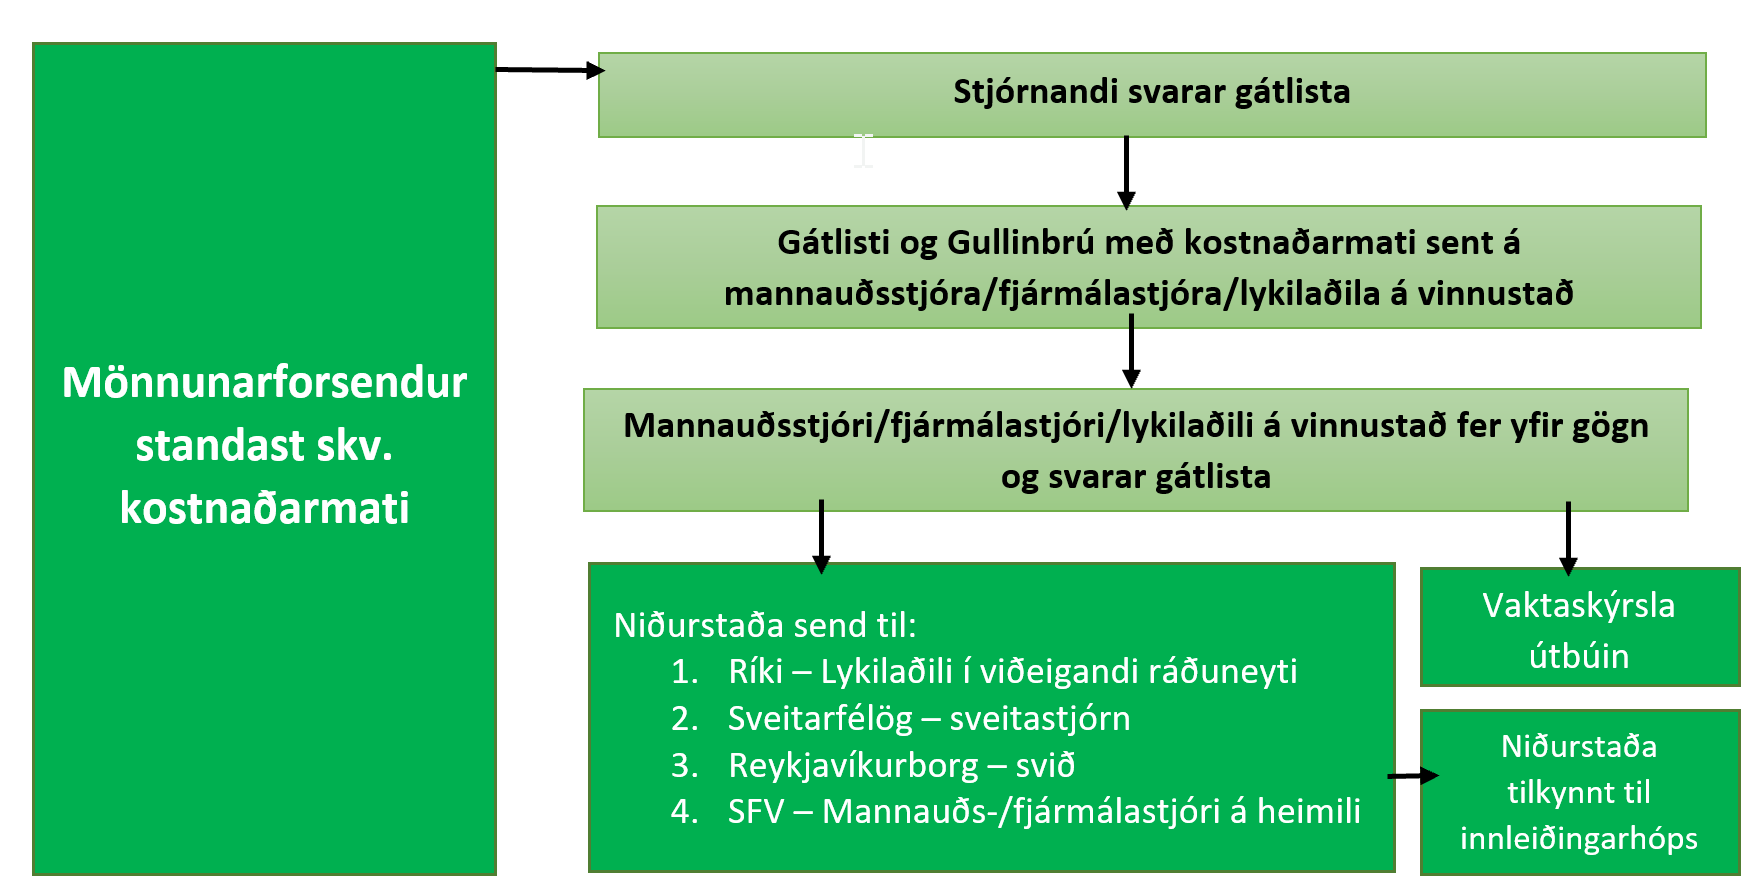 Mönnunarforsendur
standast skv.
kostnaðarmati
Stjórnandi svarar gátlista
Gátlisti og Gullinbrú með kostnaðarmati sent á
mannauðsstjóra/fjármálastjóra/lykilaðila á vinnustað
Mannauðsstjóri/fjármálastjóri/lykilaðili á vinnustað fer yfir gögn
og svarar gátlista
Niðurstaða send til:
1. Ríki – Lykilaðili í viðeigandi ráðuneyti
2. Sveitarfélög – sveitastjórn
3. Reykjavíkurborg – svið
4. SFV – Mannauðs-/fjármálastjóri á heimili
Vaktaskýrsla
útbúin
Niðurstaða
tilkynnt til
innleiðingarhóps